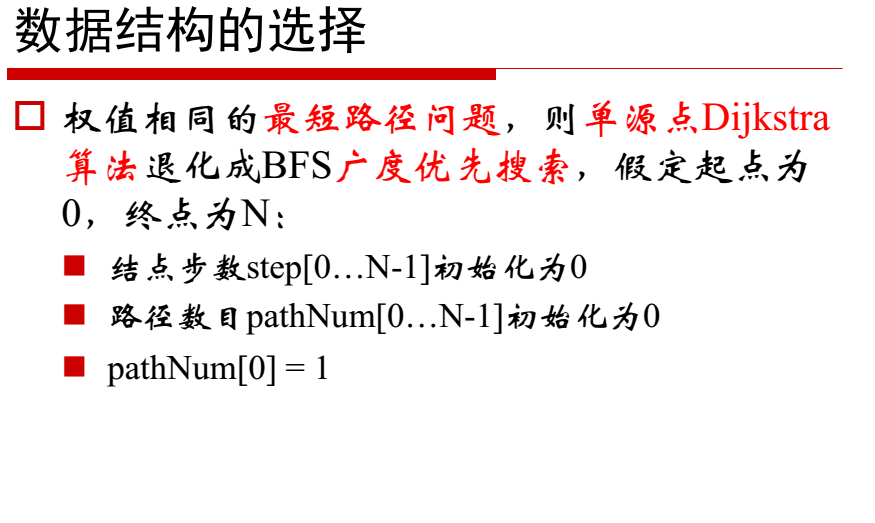 数据结构的选择
权值相同的最短路径问题，则单源点Dijkstra
算法退化成BFS广度优先搜索，假定起点为
0，终点为N：
结点步数step[0…N-1]初始化为0
路径数目pathNum[0…N-1]初始化为0
pathNum[0] = 1